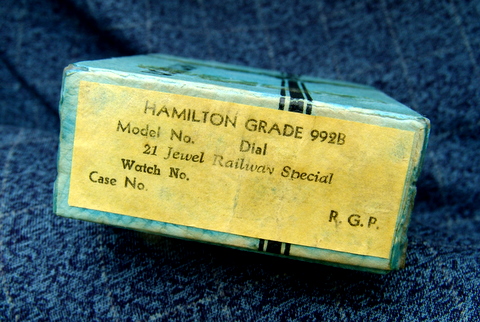 HAMILTON GRADE 992B
Model No. Dial
21 Jewel Railway Special
Watch No.
Case No.
R. G. P.